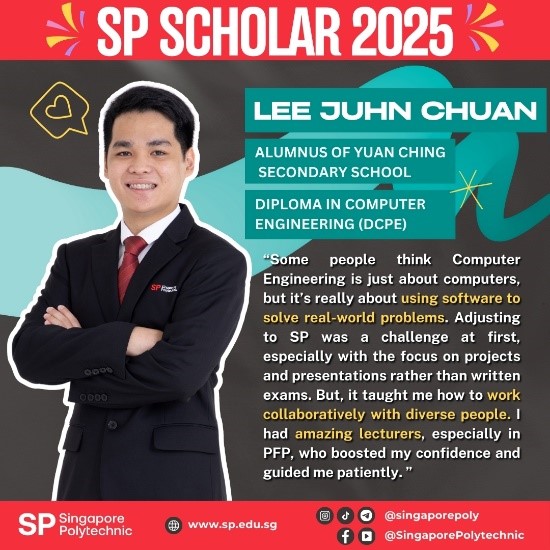 SP SCHOLAR 2025
LEE JUHN CHUAN
ALUMNUS OF YUAN CHING
SECONDARY SCHOOL
DIPLOMA IN COMPUTER
ENGINEERING (DCPE)
“Some people think Computer
Engineering is just about computers,
but it’s really about using software to
solve real-world problems. Adjusting
to SP was a challenge at first,
especially with the focus on projects
and presentations rather than written
exams. But, it taught me how to work
collaboratively with diverse people. I
had amazing lecturers, especially in
PFP, who boosted my confidence and
guided me patiently. ”
SP Singapore
Polytechnic
SP Singapore
Polytechnic
www.sp.edu.sg
@singaporepoly
@SingaporePolytechnic